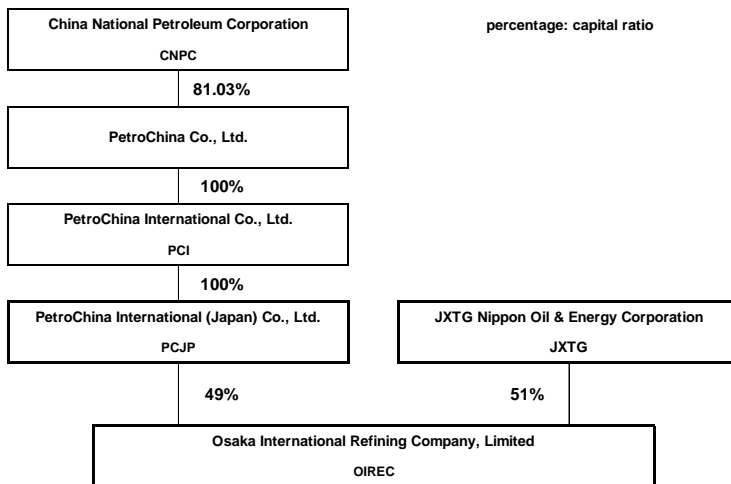 China National Petroleum Corporation
CNPC
percentage: capital ratio
81.03%
PetroChina Co., Ltd.
100%
PetroChina International Co., Ltd.
PCI
100%
PetroChina International (Japan) Co., Ltd.
PCJP
JXTG Nippon Oil & Energy Corporation
JXTG
49%
51%
Osaka International Refining Company, Limited
OIREC